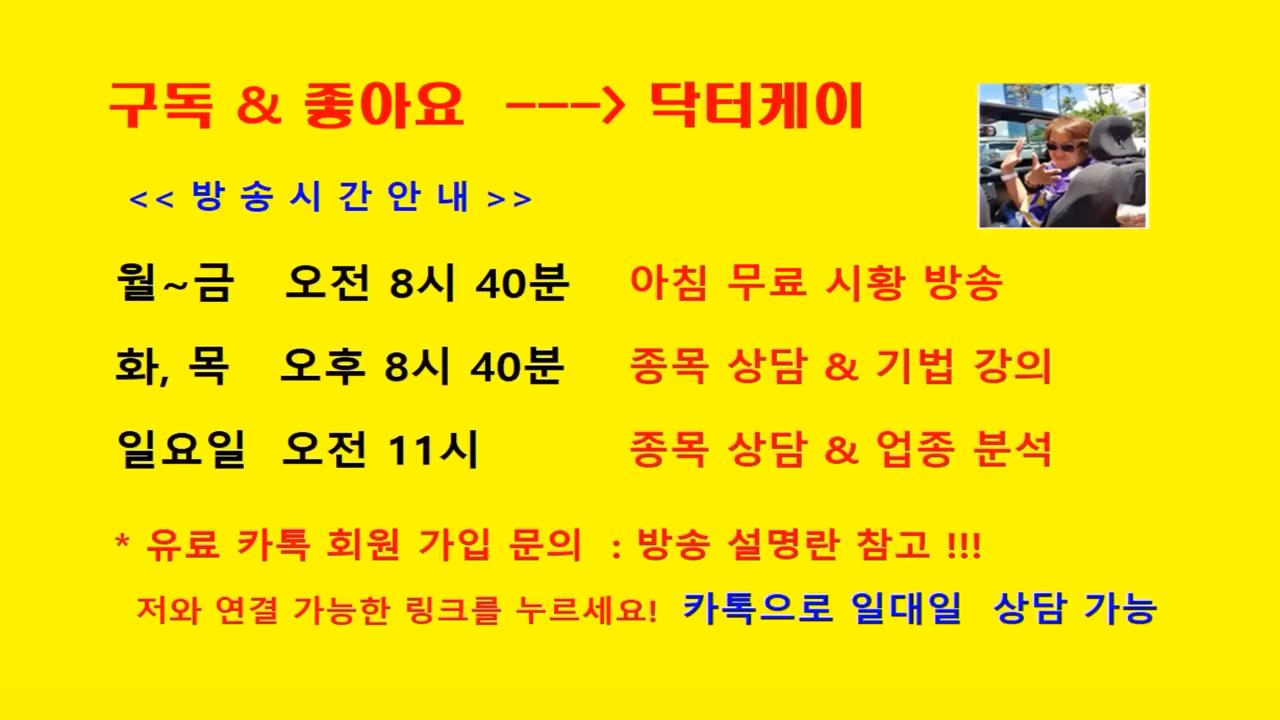 구독 & 좋아요 ---> 닥터케이
<< 방 송 시 간 안 내 >>
월~금 오전 8시 40분 아침 무료 시황 방송
화, 목 오후 8시 40분 종목 상담 & 기법 강의
일요일 오전 11시 종목 상담 & 업종 분석
* 유료 카톡 회원 가입 문의 : 방송 설명란 참고 !!!
저와 연결 가능한 링크를 누르세요! 카톡으로 일대일 상담 가능